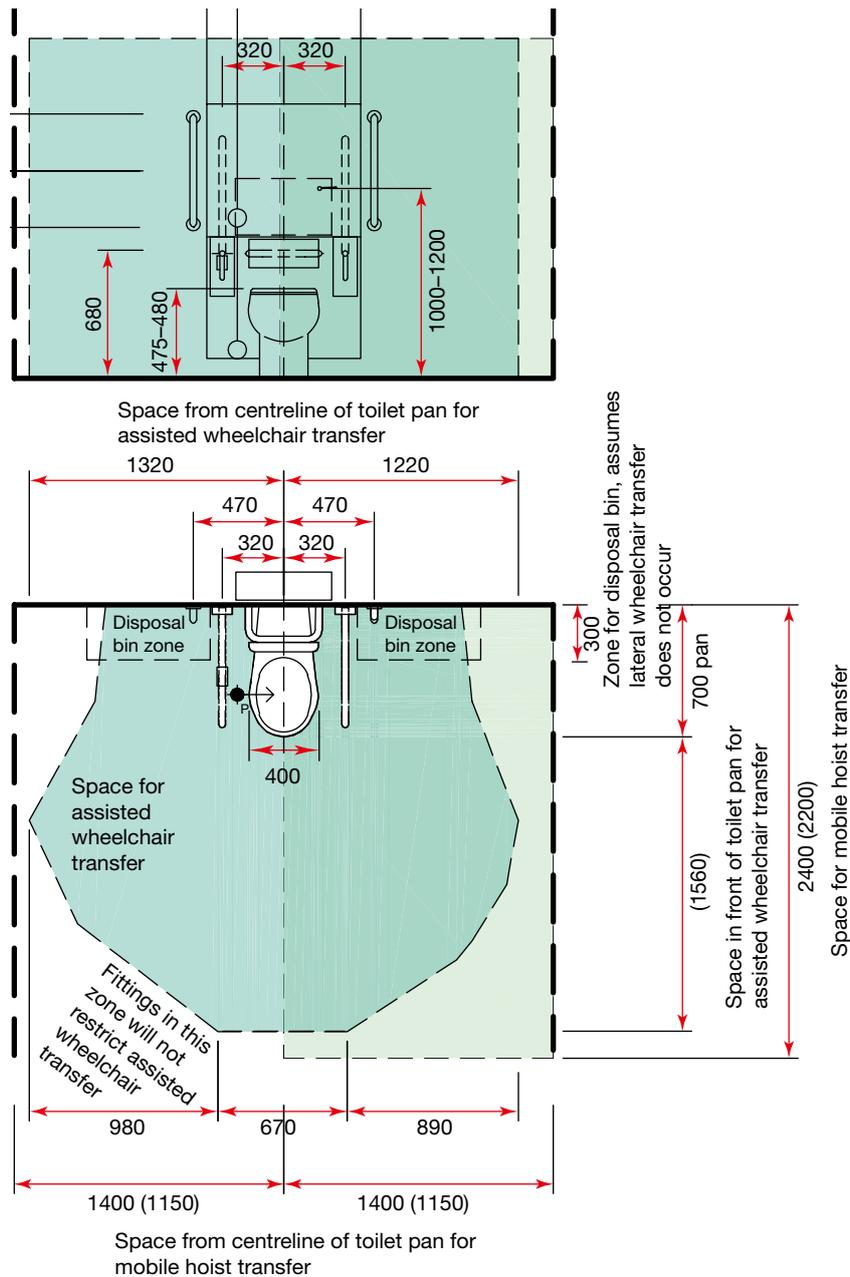 320
320
680
475–480
1000–1200
Space from centreline of toilet pan for
assisted wheelchair transfer
1320
1220
470
470
320
320
Disposal
bin zone
Disposal
bin zone
P
400
Space for
assisted
wheelchair
transfer
Fittings in this
zone will not
restrict assisted
wheelchair
transfer
300
Zone for disposal bin, assumes
lateral wheelchair transfer
does not occur
700 pan
(1560)
Space in front of toilet pan for
assisted wheelchair transfer
2400 (2200)
Space for mobile hoist transfer
980
670
890
1400 (1150)
1400 (1150)
Space from centreline of toilet pan for
mobile hoist transfer